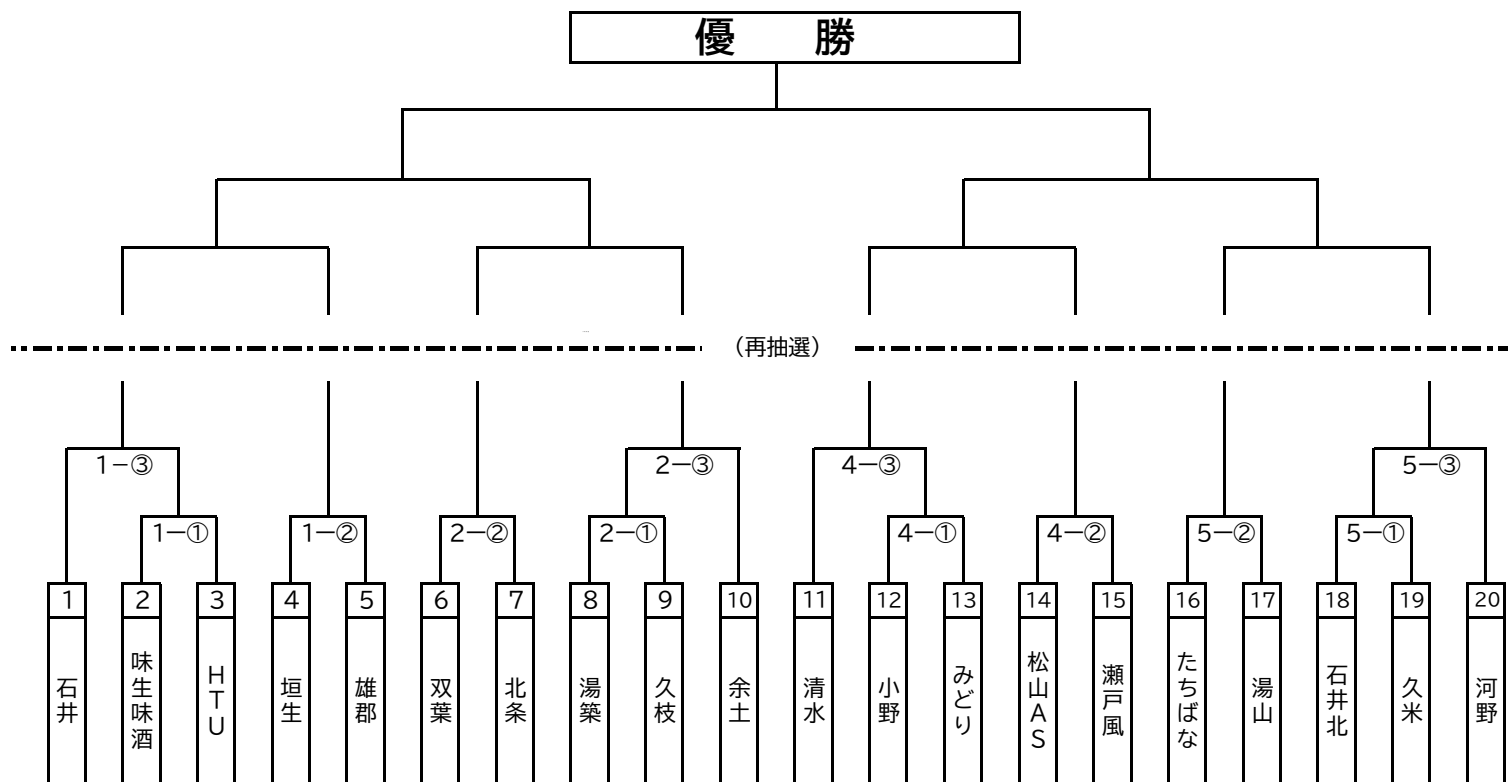 優　勝
（再抽選）
1－③
2－③
4－③
5－③
1－①
1－②
2－②
2－①
4－①
4－②
5－②
5－①
1
2
3
4
5
6
7
8
9
10
11
12
13
14
15
16
17
18
19
20
石井
味生味酒
HTU
垣生
雄郡
双葉
北条
湯築
久枝
余土
清水
小野
みどり
松山AS
瀬戸風
たちばな
湯山
石井北
久米
河野